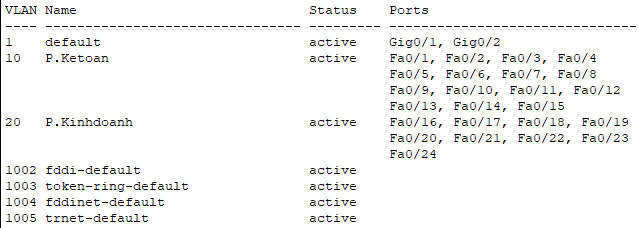 VLAN Name                             Status    Ports
---- -------------------------------- --------- -------------------------------
1    default                          active    Gig0/1, Gig0/2
10   P.Ketoan                         active    Fa0/1, Fa0/2, Fa0/3, Fa0/4
                                                Fa0/5, Fa0/6, Fa0/7, Fa0/8
                                                Fa0/9, Fa0/10, Fa0/11, Fa0/12
                                                Fa0/13, Fa0/14, Fa0/15
20   P.Kinhdoanh                      active    Fa0/16, Fa0/17, Fa0/18, Fa0/19
                                                Fa0/20, Fa0/21, Fa0/22, Fa0/23
                                                Fa0/24
1002 fddi-default                     active
1003 token-ring-default               active
1004 fddinet-default                  active
1005 trnet-default                    active